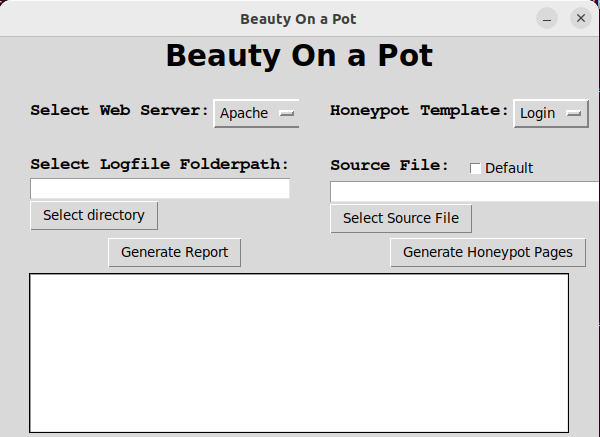 Beauty On a Pot
Beauty On a Pot
Select Web Server: Apache Honeypot Template: Login
Select Logfile Folderpath: Source File: Default
Select directory Select Source File
Generate Report Generate Honeypot Pages